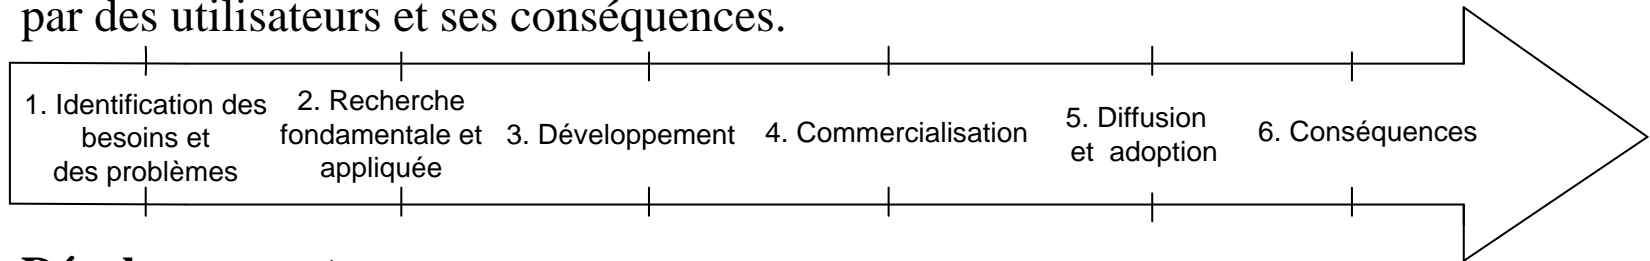 par des utilisateurs et ses conséquences.
1. Identification des
besoins et
des problèmes
2. Recherche
fondamentale et
appliquée
3. Développement
4. Commercialisation
5. Diffusion
et adoption
6. Conséquences